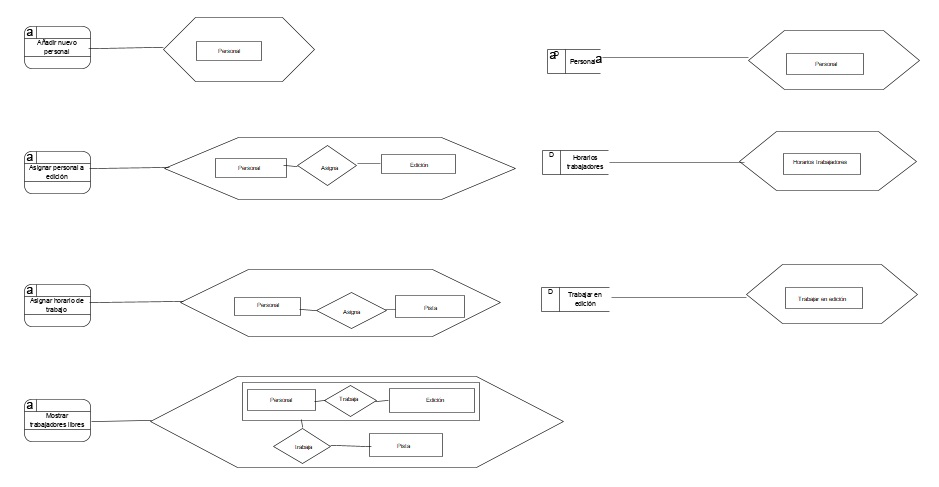 a
Añadir nuevo
personal
Personal
a
D
Personal
a
Personal
a
Asignar personal a
edición
Personal
Asigna
Edición
D
Horarios
trabajadores
Horarios trabajadores
a
Asignar horario de
trabajo
Personal
Asigna
Pista
D
Trabajar en
edición
Trabajar en edición
a
Mostrar
trabajadores libres
Personal
Trabaja
Edición
trabaja
Pista